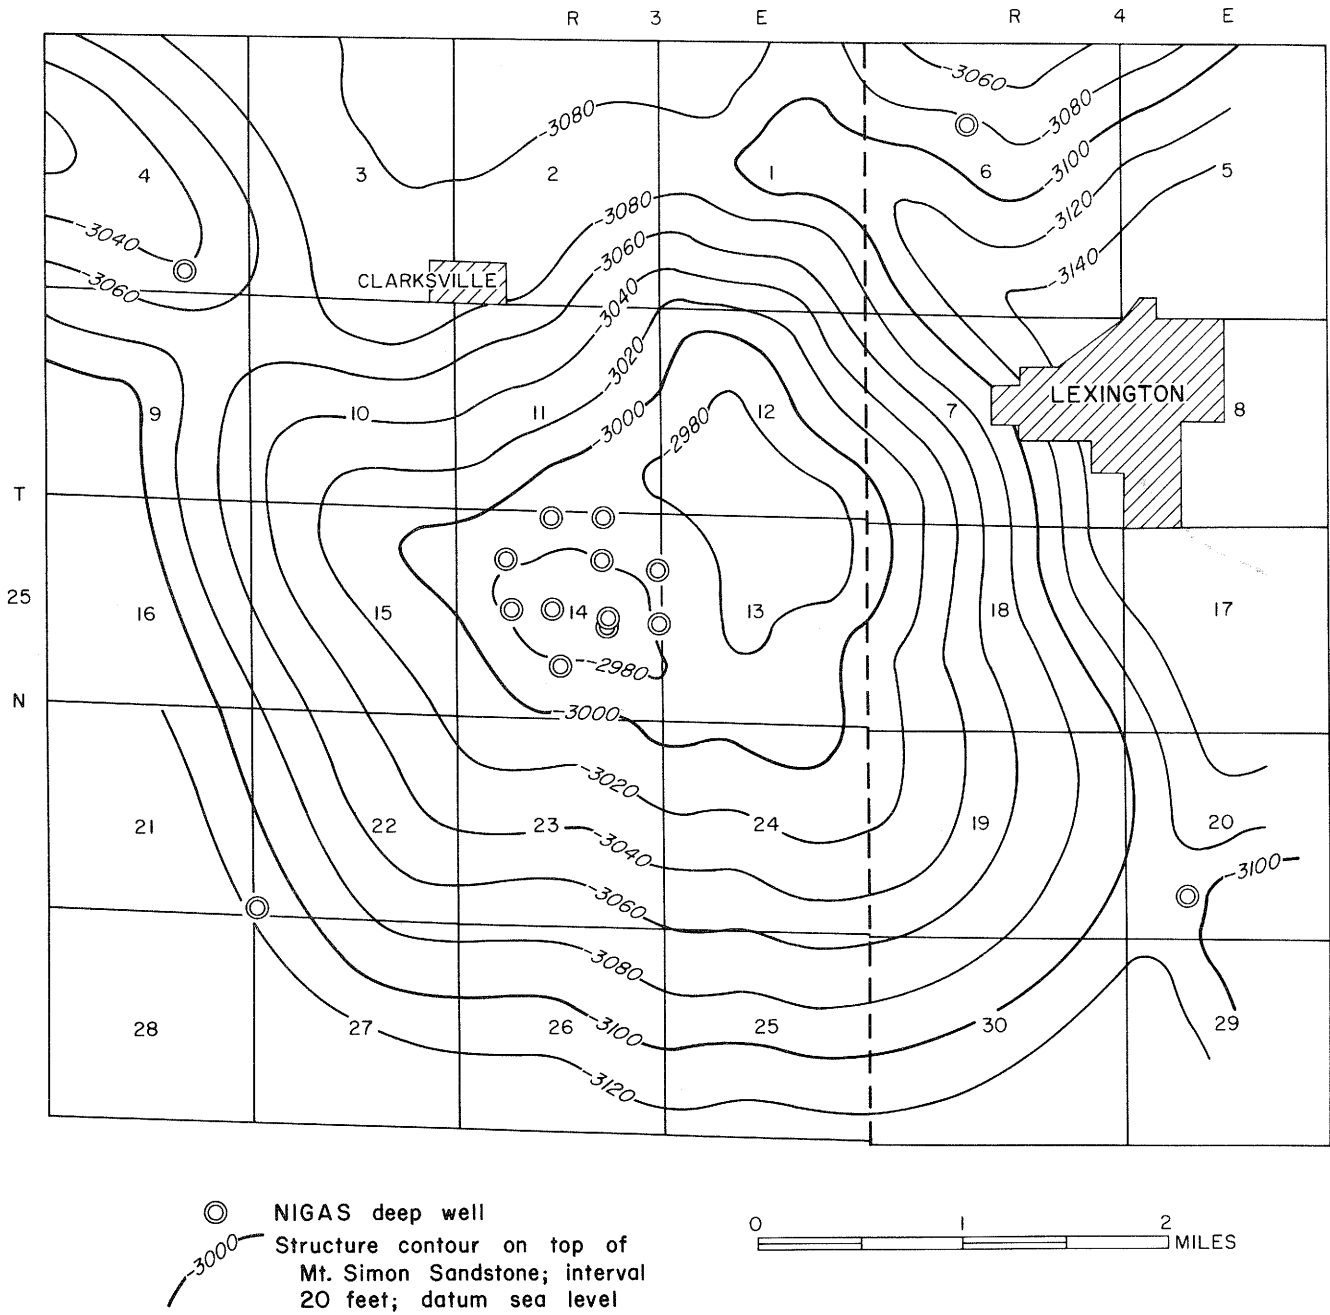 R 3 E R 4 E
-3060
-3080
-3080
-3100
4 3 2 1 6 5
-3080
-3120
-3040
-3060
-3140
CLARKSVILLE
-3060
-3040
-3020
LEXINGTON
9 10 11 12 7 8
-3000
-2980
T
25
16 15 14 13 18 17
-2980
N
-3000
-3020
21 22 23 24 19 20
-3040
-3100
-3060
-3080
28 27 26 25 30 29
-3100
-3120
NIGAS deep well
0 1 2
MILES
-3000
Structure contour on top of
Mt. Simon Sandstone; interval
20 feet; datum sea level